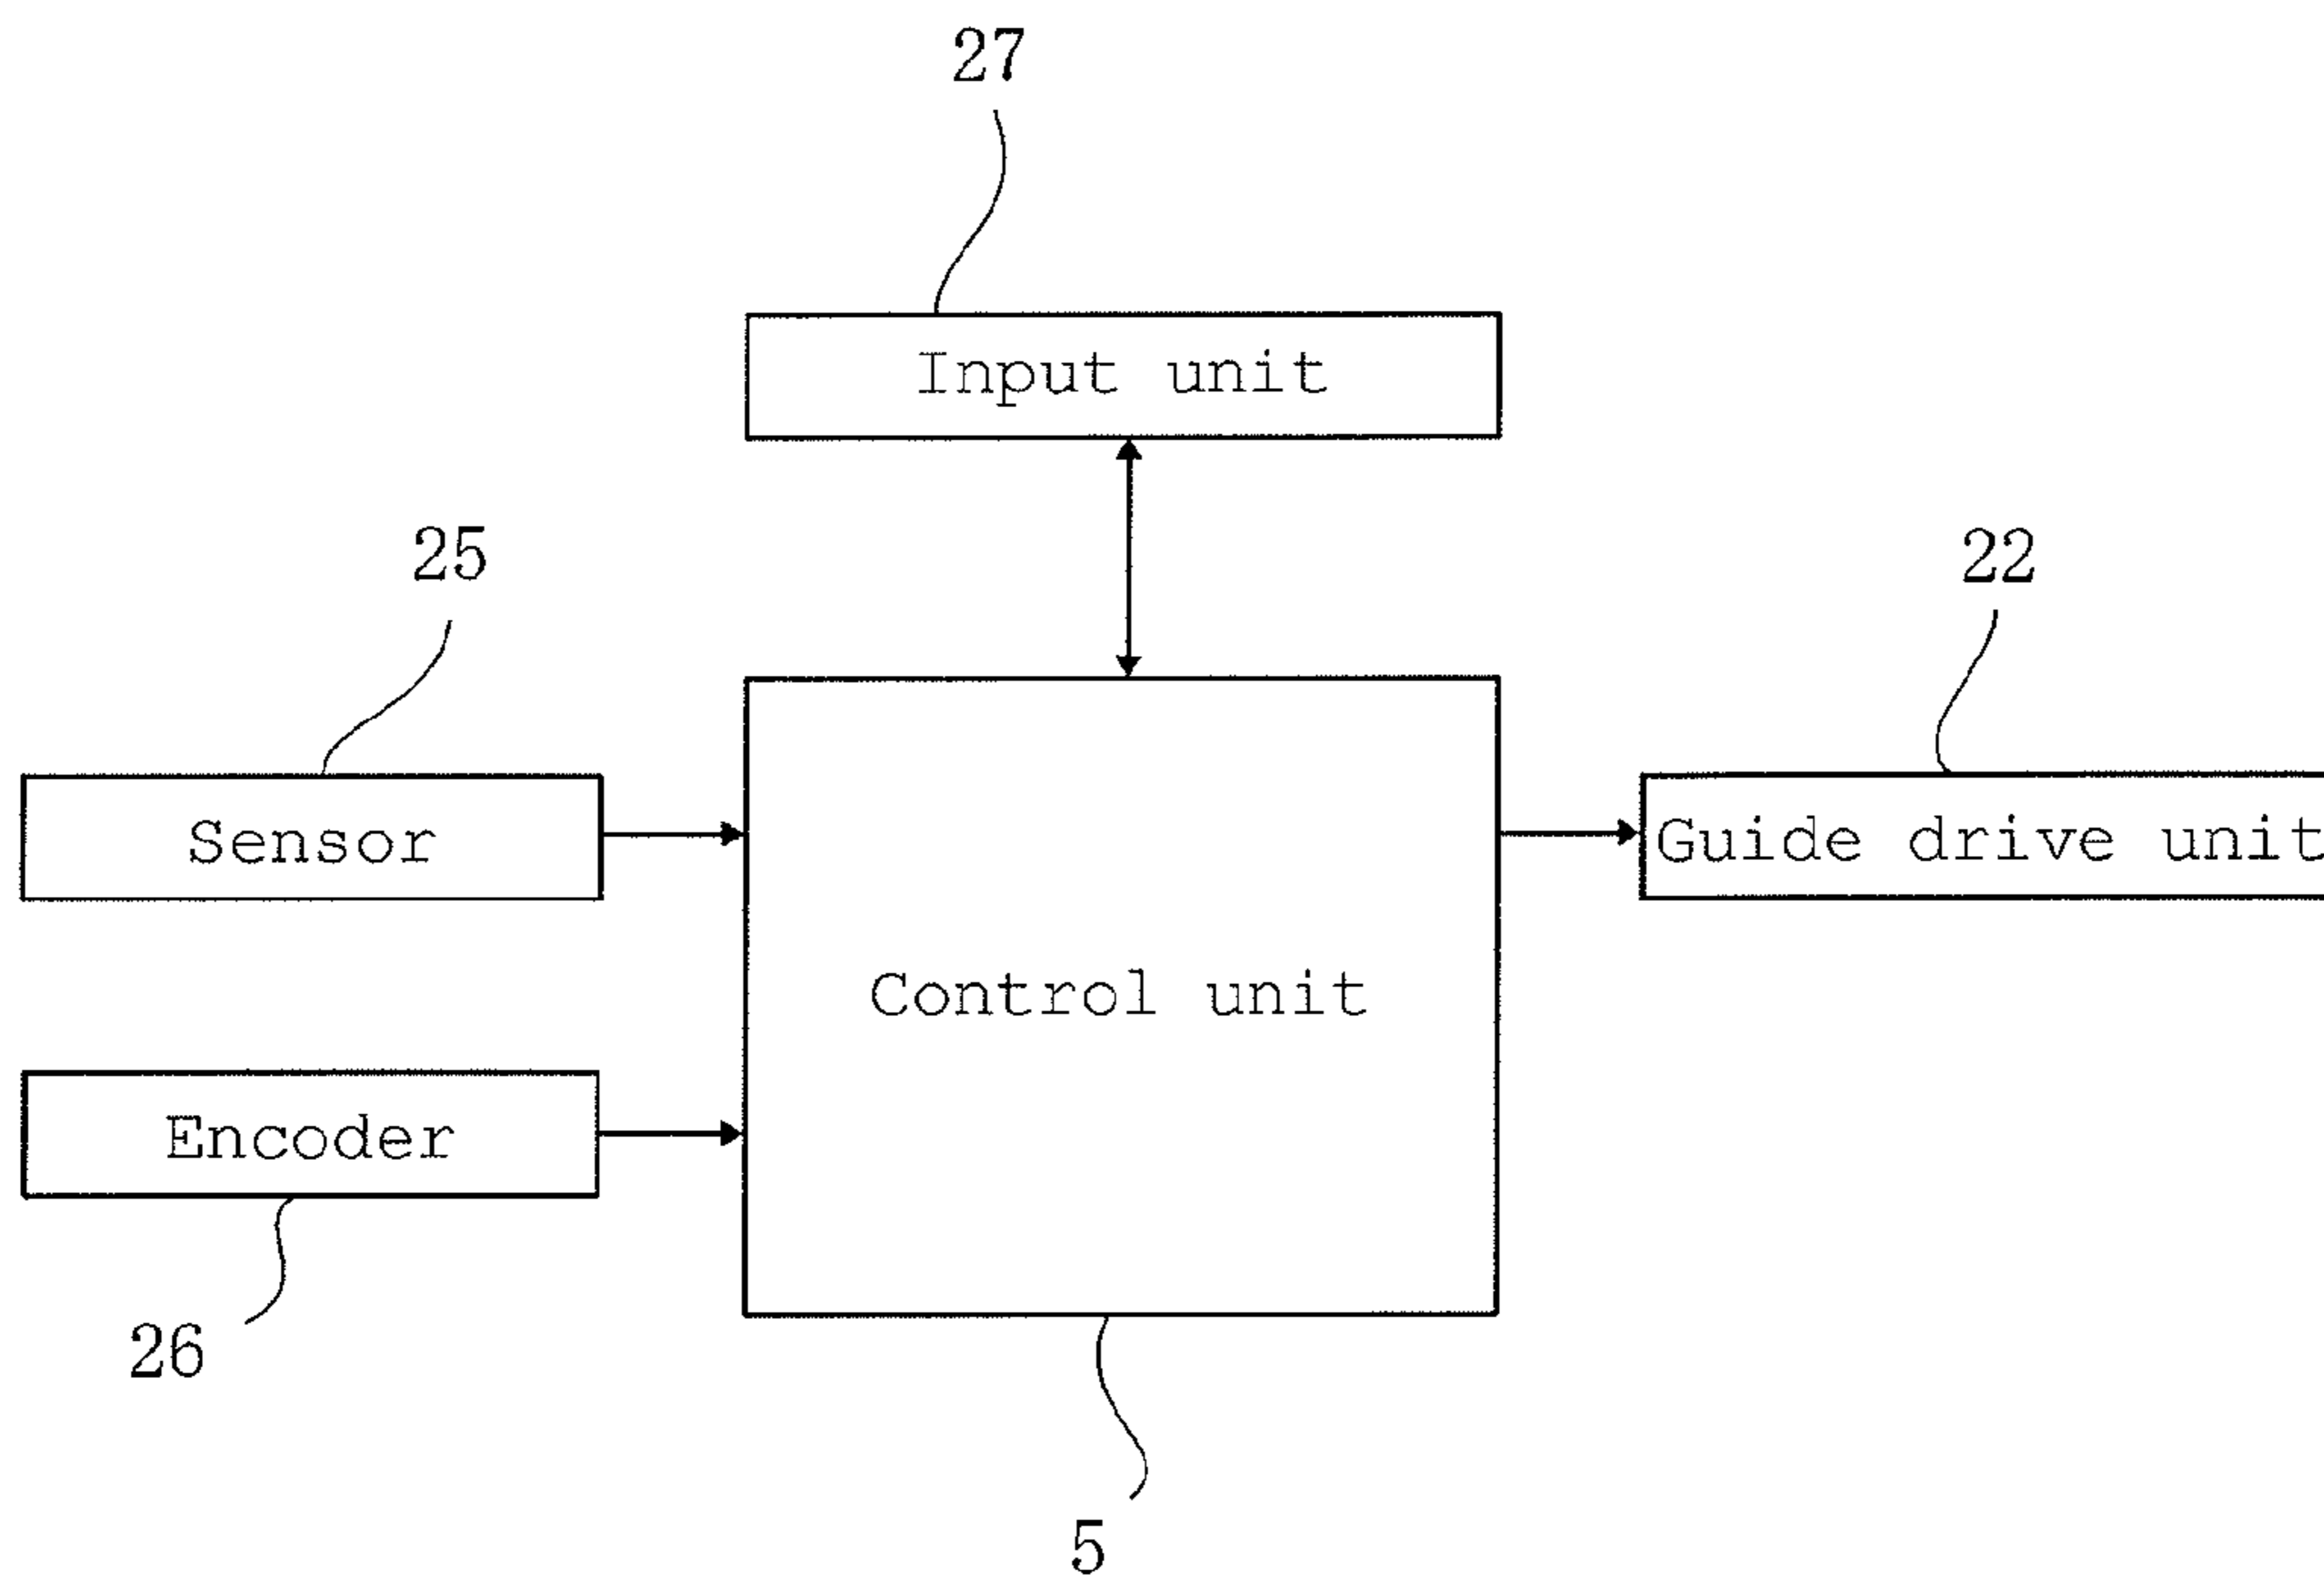 27
Input unit
25
22
Sensor
Guide drive unit
Control unit
Encoder
26
5